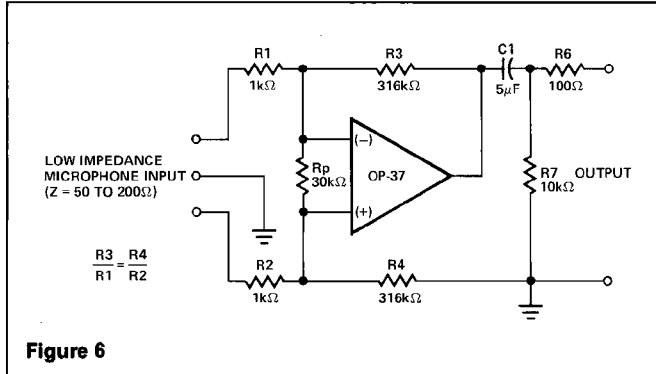 R1
1kΩ
R3
316kΩ
C1
5μF
R6
100Ω
LOW IMPEDANCE
MICROPHONE INPUT
(Z = 50 TO 200Ω)
(−)
Rp
30kΩ
OP-37
(+)
R7
10kΩ
OUTPUT
R3/R1 = R4/R2
R2
1kΩ
R4
316kΩ
Figure 6